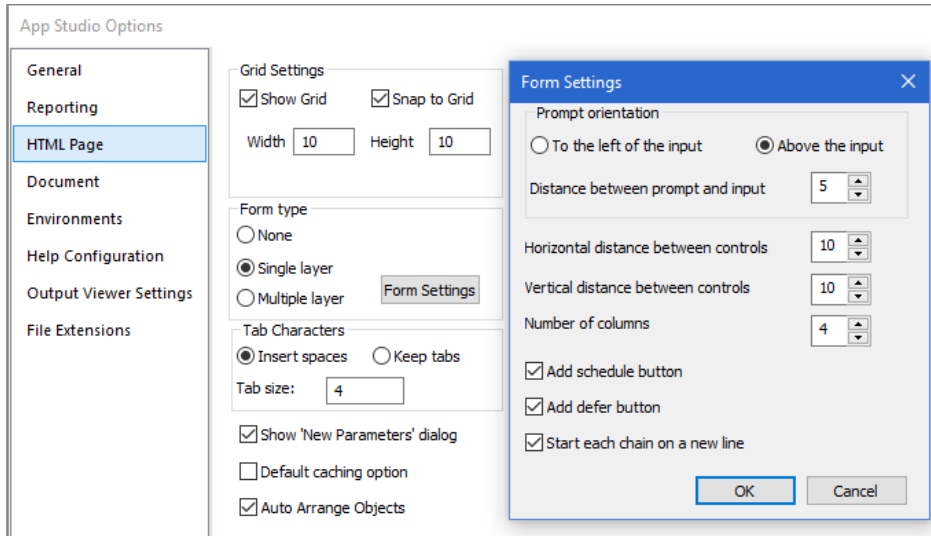 App Studio Options
General
Reporting
HTML Page
Document
Environments
Help Configuration
Output Viewer Settings
File Extensions
Grid Settings
Show Grid Snap to Grid
Width 10 Height 10
Form type
None
Single layer
Multiple layer
Form Settings
Tab Characters
Insert spaces Keep tabs
Tab size: 4
Show 'New Parameters' dialog
Default caching option
Auto Arrange Objects
Form Settings
Prompt orientation
To the left of the input Above the input
Distance between prompt and input 5
Horizontal distance between controls 10
Vertical distance between controls 10
Number of columns 4
Add schedule button
Add defer button
Start each chain on a new line
OK Cancel